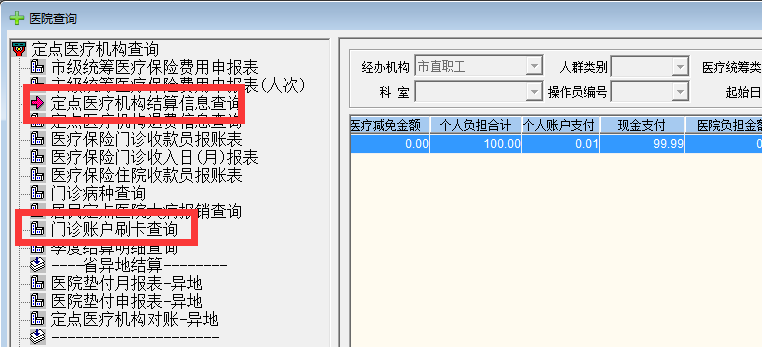 医院查询
定点医疗机构查询
市级统筹医疗保险费用申报表
市级统筹医疗保险费用申报表(人次)
定点医疗机构结算信息查询
定点医疗机构退费信息查询
医疗保险门诊收款员报账表
医疗保险门诊收入日(月)报表
医疗保险住院收款员报账表
门诊病种查询
居民定点医院大病报销查询
门诊账户刷卡查询
季度结算明细查询
----省异地结算--------
医院垫付月报表-异地
医院垫付申报表-异地
定点医疗机构对账-异地
---------------------
经办机构 市直职工 人群类别 医疗统筹类
科 室 操作员编号 起始日
医疗减免金额 个人负担合计 个人账户支付 现金支付 医院负担金额
0.00 100.00 0.01 99.99